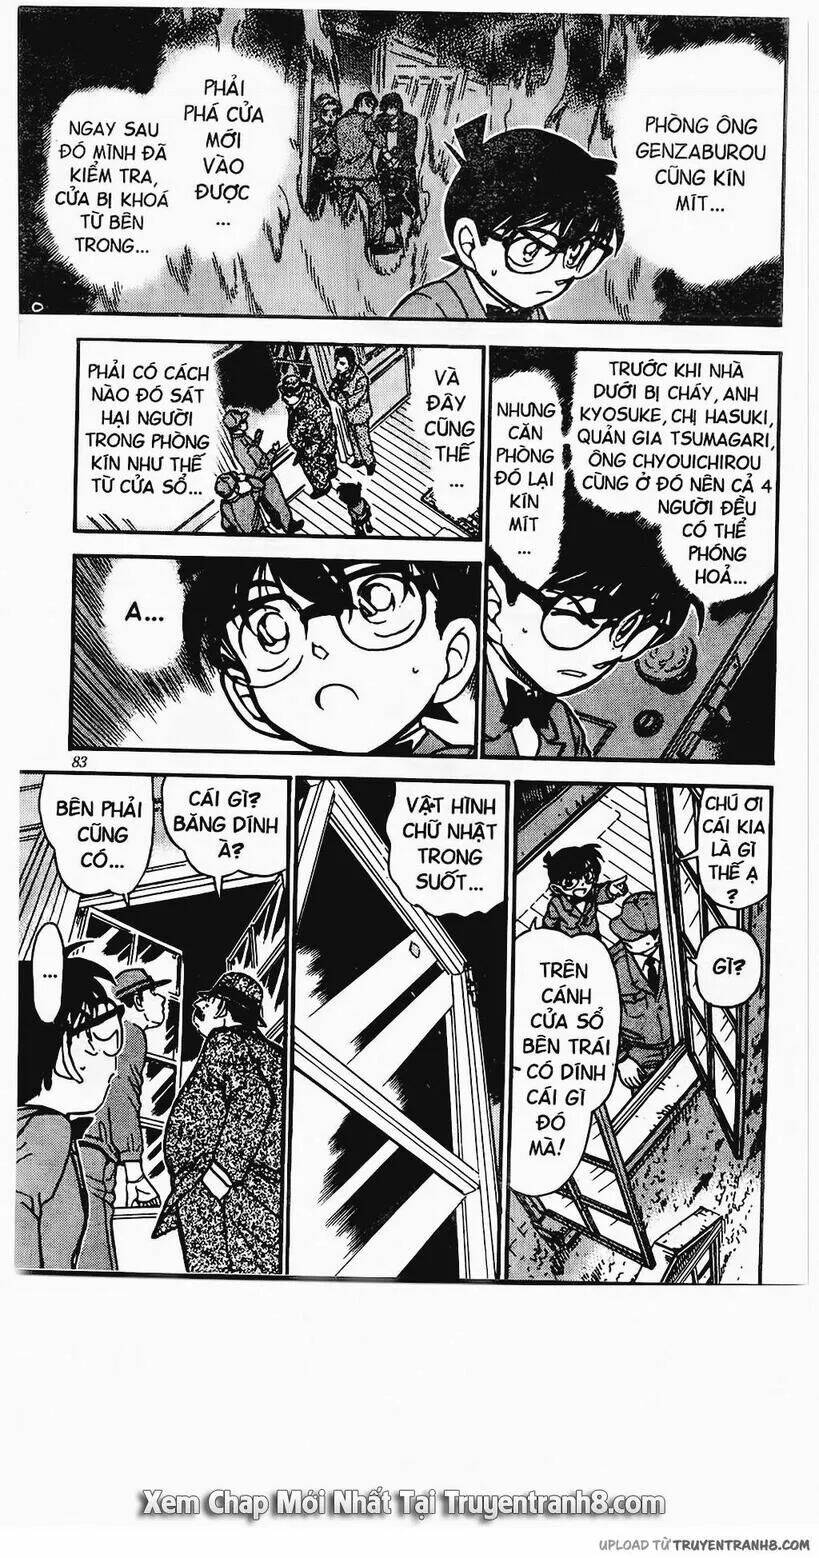 PHÒNG ÔNG
GENZABUROU
CŨNG KÍN
MÍT...
PHẢI
PHÁ CỬA
MỚI
VÀO
ĐƯỢC
...
NGAY SAU
ĐÓ MÌNH ĐÃ
KIỂM TRA,
CỬA BỊ KHOÁ
TỪ BÊN
TRONG...
TRƯỚC KHI NHÀ
DƯỚI BỊ CHÁY, ANH
KYOSUKE, CHỊ HASUKI,
QUẢN GIA TSUMAGARI,
ÔNG CHYOUICHIROU
CÙNG Ở ĐÓ NÊN CẢ 4
NGƯỜI ĐỀU
CÓ THỂ
PHÓNG
HOẢ...
NHƯNG
CĂN
PHÒNG
ĐÓ LẠI
KÍN
MÍT
...
VÀ
ĐÂY
CŨNG
THẾ
...
PHẢI CÓ CÁCH
NÀO ĐÓ SÁT
HẠI NGƯỜI
TRONG PHÒNG
KÍN NHƯ THẾ
TỪ CỬA SỔ...
A...
83
CHÚ ƠI
CÁI KIA
LÀ GÌ
THẾ Ạ
?
GÌ?
TRÊN
CÁNH
CỬA SỔ
BÊN TRÁI
CÓ DÍNH
CÁI GÌ
ĐÓ
MÀ!
VẬT HÌNH
CHỮ NHẬT
TRONG
SUỐT...
CÁI GÌ?
BĂNG DÍNH
À?
BÊN PHẢI
CŨNG
CÓ...
...
Xem Chap Mới Nhất Tại Truyentranh8.com
UPLOAD TỪ TRUYENTRANH8.COM